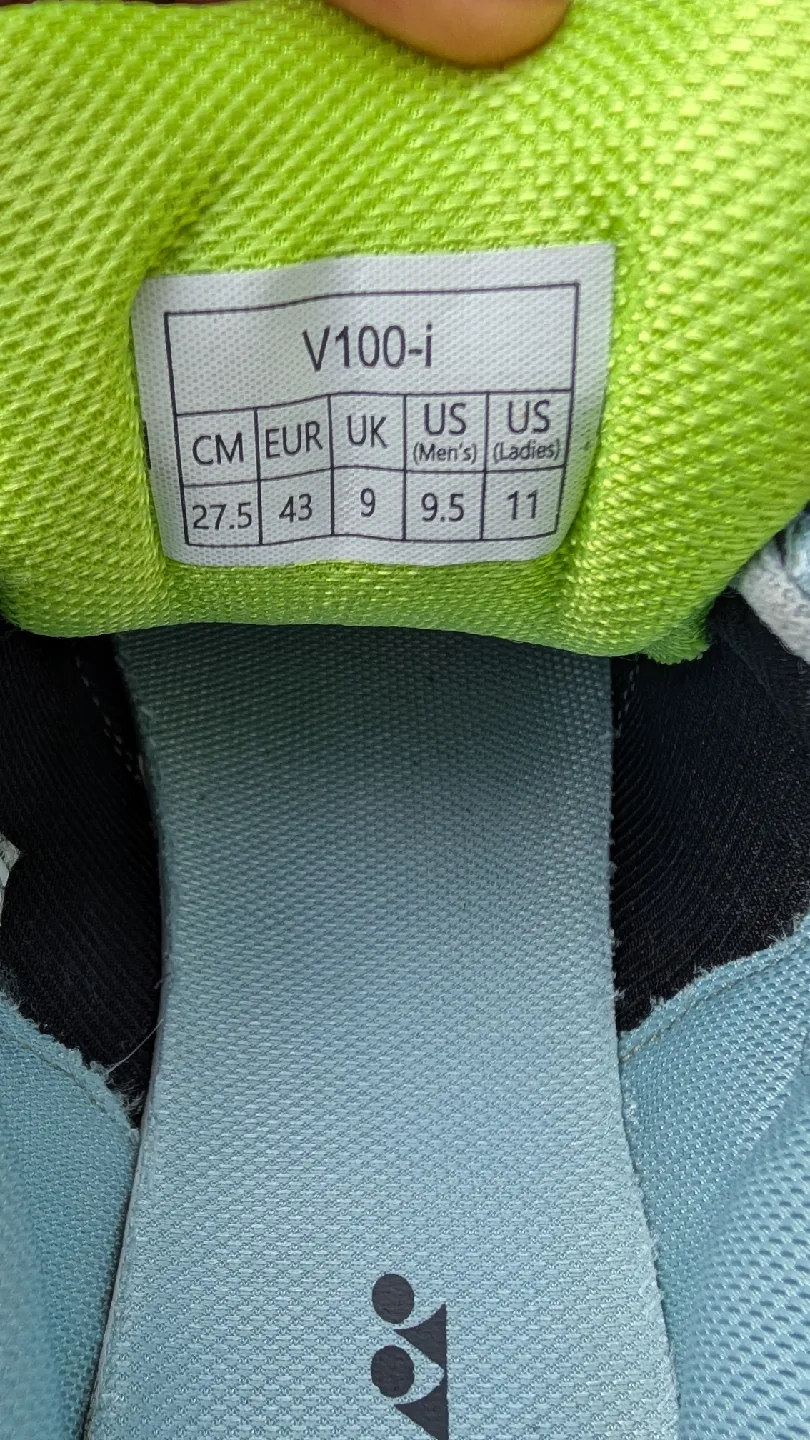 V100-i
CM EUR UK US (Men's) US (Ladies)
27.5 43 9 9.5 11